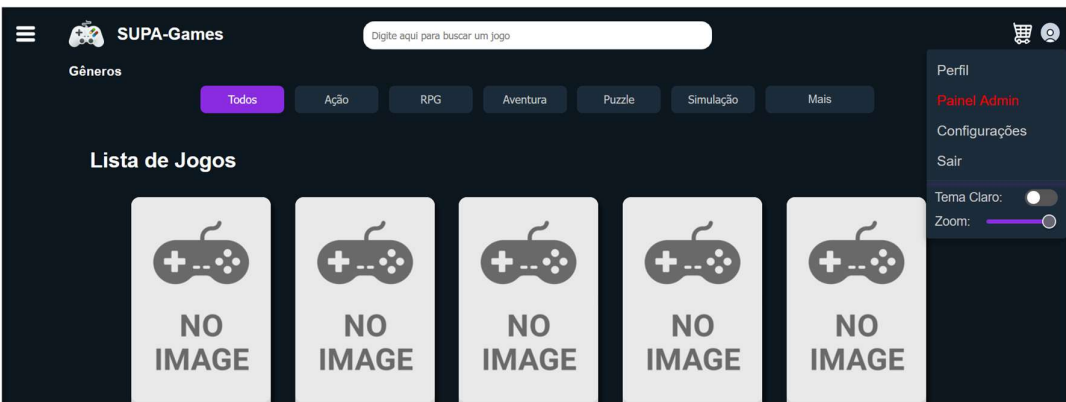 SUPA-Games
Digite aqui para buscar um jogo
Gêneros
Todos Ação RPG Aventura Puzzle Simulação Mais
Perfil
Painel Admin
Configurações
Sair
Tema Claro:
Zoom:
Lista de Jogos
NO IMAGE
NO IMAGE
NO IMAGE
NO IMAGE
NO IMAGE